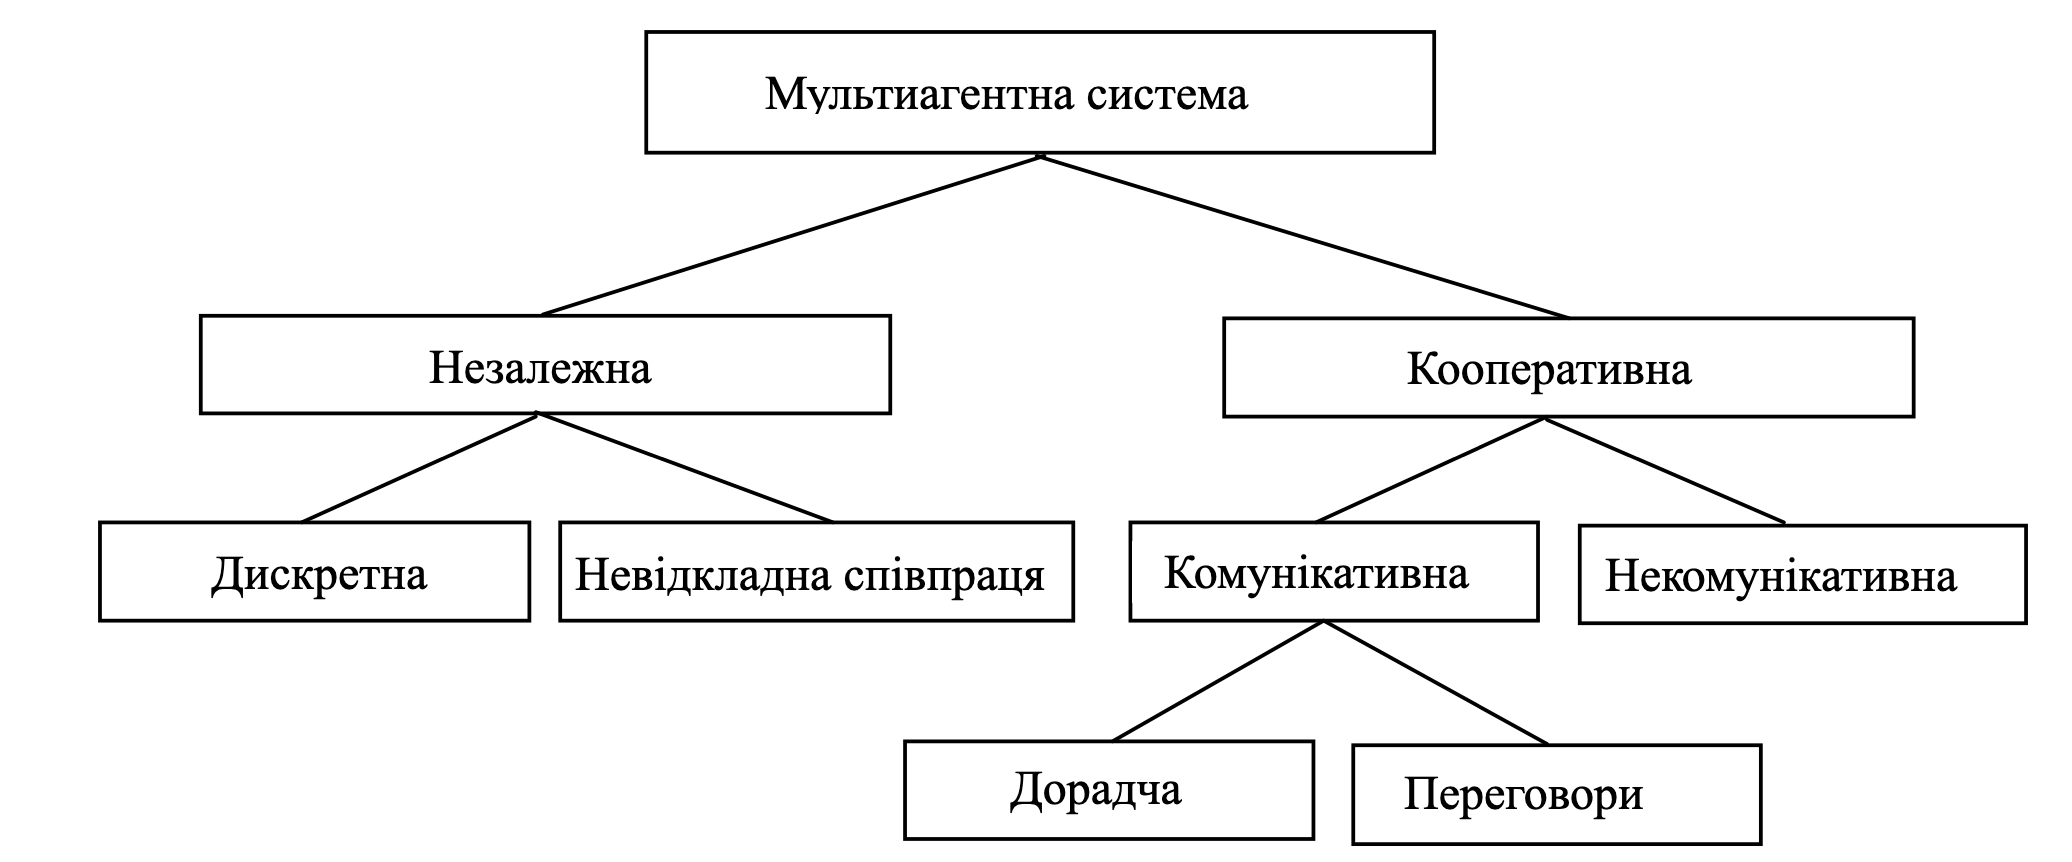 Мультиагентна система
Незалежна
Кооперативна
Дискретна
Невідкладна співпраця
Комунікативна
Некомунікативна
Дорадча
Переговори